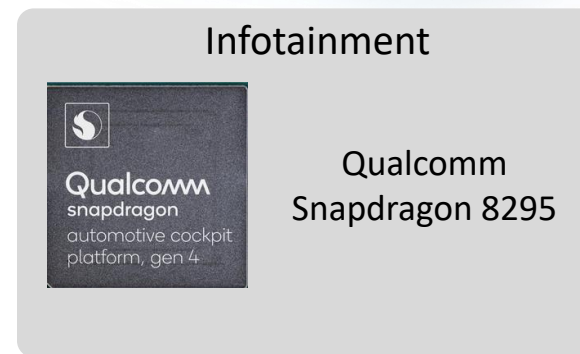 Infotainment
Qualcomm
snapdragon
automotive cockpit
platform, gen 4
Qualcomm
Snapdragon 8295